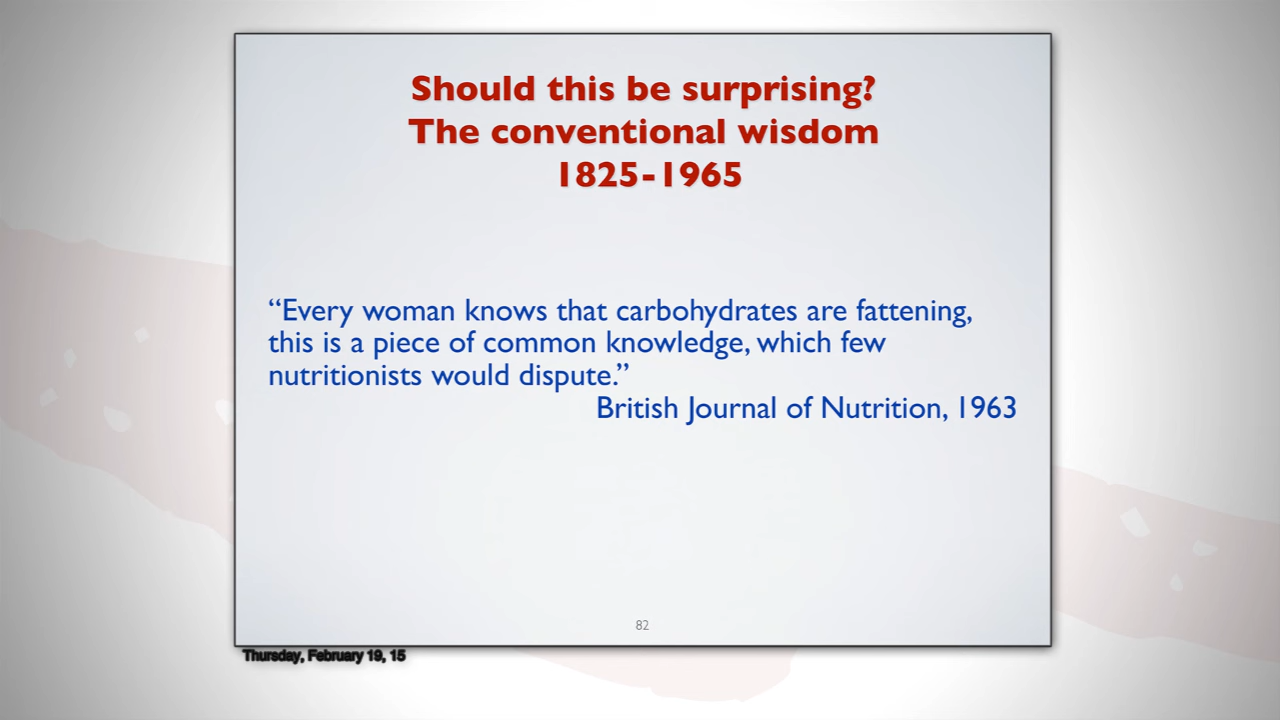 Should this be surprising?
The conventional wisdom
1825-1965
“Every woman knows that carbohydrates are fattening,
this is a piece of common knowledge, which few
nutritionists would dispute.”
British Journal of Nutrition, 1963
82
Thursday, February 19, 15